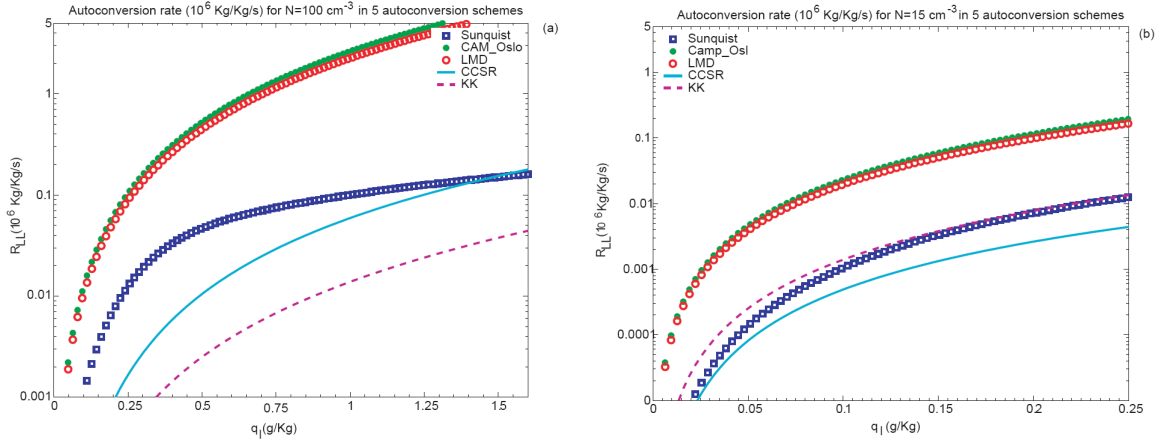 Autoconversion rate (10⁶ Kg/Kg/s) for N=100 cm⁻³ in 5 autoconversion schemes
(a)
Sunquist
CAM_Oslo
LMD
CCSR
KK
5
1
0.1
0.01
0.001
R_LL(10⁶ Kg/Kg/s)
0
0.25
0.5
0.75
1
1.25
1.5
q_l(g/Kg)
Autoconversion rate (10⁶ Kg/Kg/s) for N=15 cm⁻³ in 5 autoconversion schemes
(b)
Sunquist
Camp_Osl
LMD
CCSR
KK
5
1
0.1
0.01
0.001
0.0001
0
R_LL(10⁶ Kg/Kg/s)
0
0.05
0.1
0.15
0.2
0.25
q_l(g/Kg)